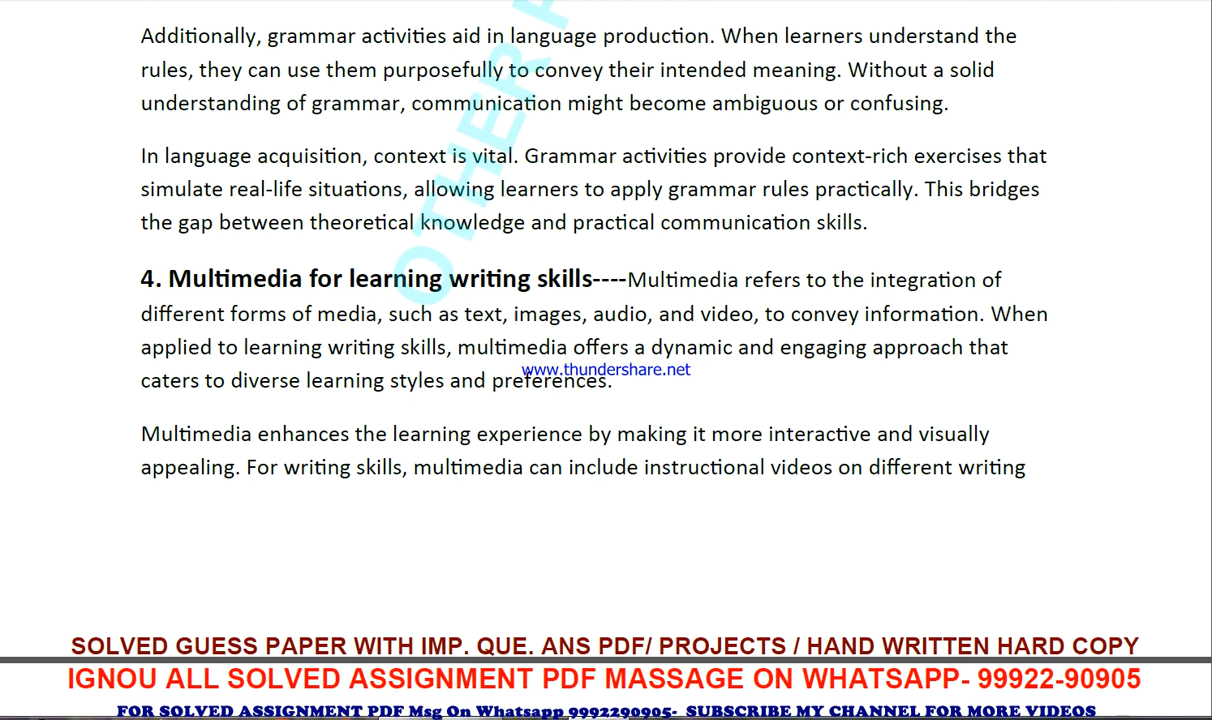 Additionally, grammar activities aid in language production. When learners understand the
rules, they can use them purposefully to convey their intended meaning. Without a solid
understanding of grammar, communication might become ambiguous or confusing.
In language acquisition, context is vital. Grammar activities provide context-rich exercises that
simulate real-life situations, allowing learners to apply grammar rules practically. This bridges
the gap between theoretical knowledge and practical communication skills.
4. Multimedia for learning writing skills----Multimedia refers to the integration of
different forms of media, such as text, images, audio, and video, to convey information. When
applied to learning writing skills, multimedia offers a dynamic and engaging approach that
www.thundershare.net
caters to diverse learning styles and preferences.
Multimedia enhances the learning experience by making it more interactive and visually
appealing. For writing skills, multimedia can include instructional videos on different writing
OTHER
SOLVED GUESS PAPER WITH IMP. QUE. ANS PDF/ PROJECTS / HAND WRITTEN HARD COPY
IGNOU ALL SOLVED ASSIGNMENT PDF MASSAGE ON WHATSAPP- 99922-90905
FOR SOLVED ASSIGNMENT PDF Msg On Whatsapp 9992290905- SUBSCRIBE MY CHANNEL FOR MORE VIDEOS